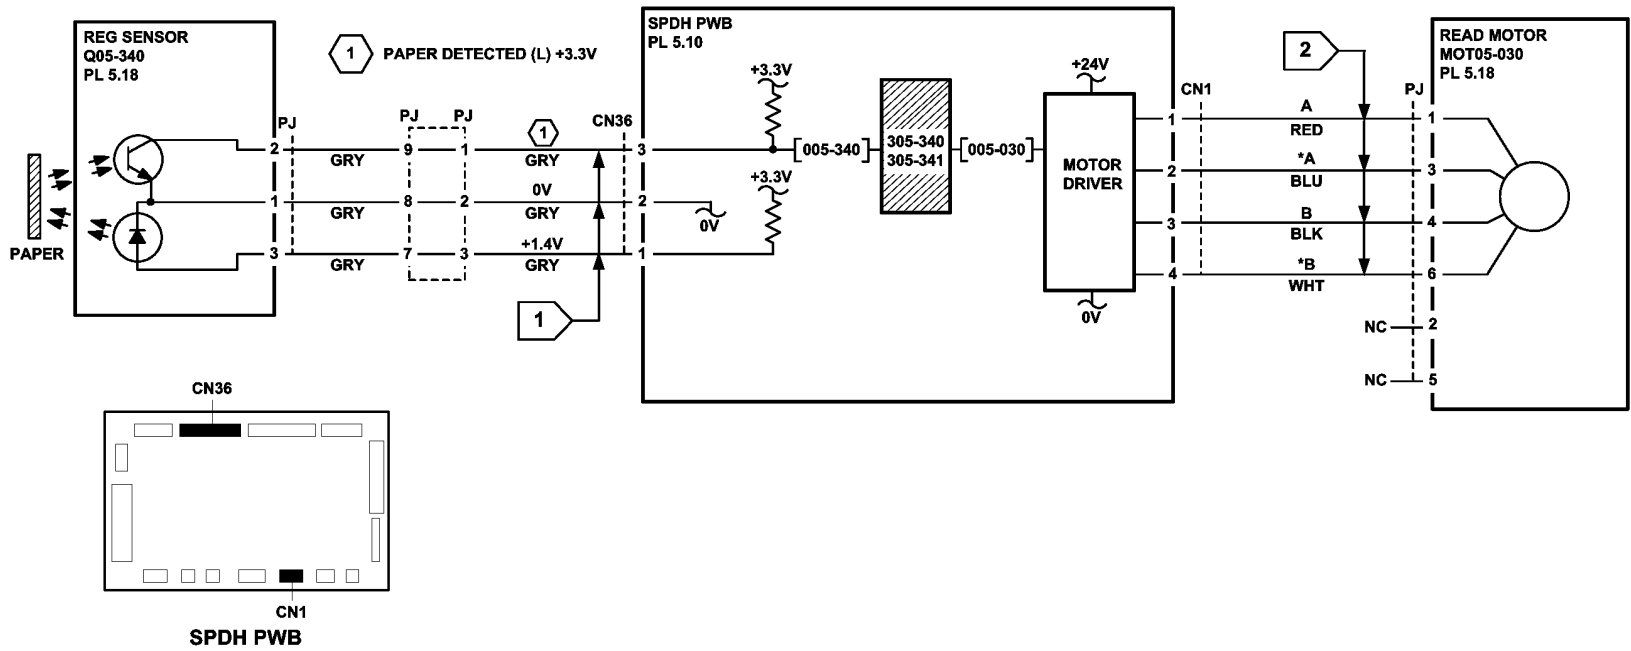 REG SENSOR
Q05-340
PL 5.18
1 PAPER DETECTED (L) +3.3V
SPDH PWB
PL 5.10
READ MOTOR
MOT05-030
PL 5.18
2
+3.3V
+24V
CN1
PJ
PJ
PJ
PJ
CN36
1
A
2
GRY
9
1
GRY
3
[005-340]
305-340
305-341
[005-030]
MOTOR
DRIVER
1
RED
1
*A
2
BLU
3
+3.3V
0V
1
GRY
8
2
GRY
2
0V
B
3
BLK
4
PAPER
+1.4V
3
GRY
7
3
GRY
1
*B
4
WHT
6
0V
1
NC
2
NC
5
CN36
CN1
SPDH PWB